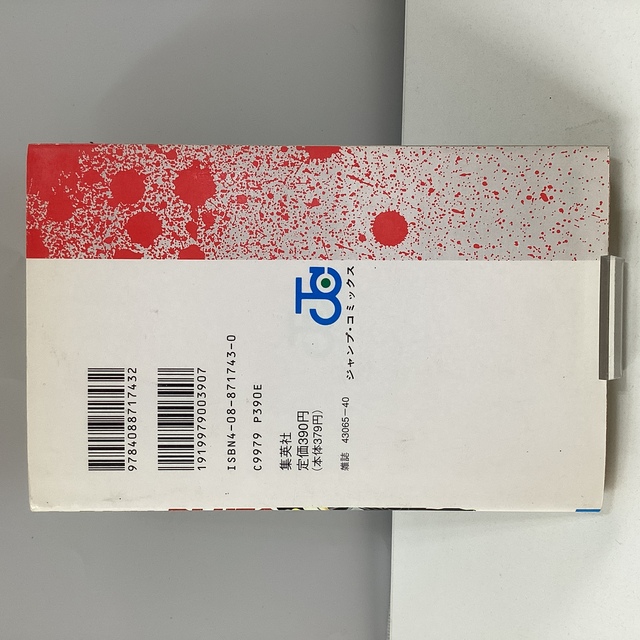 JC
ジャンプ・コミックス
9784088717432
1919979003907
ISBN4-08-871743-0
C9979 P390E
集英社
定価390円
(本体379円)
雑誌 43065-40